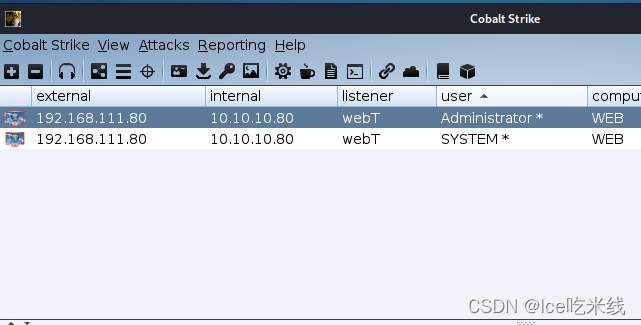 Cobalt Strike
Cobalt Strike View Attacks Reporting Help
external internal listener user compu
192.168.111.80 10.10.10.80 webT Administrator * WEB
192.168.111.80 10.10.10.80 webT SYSTEM * WEB
CSDN @Ice吃米线